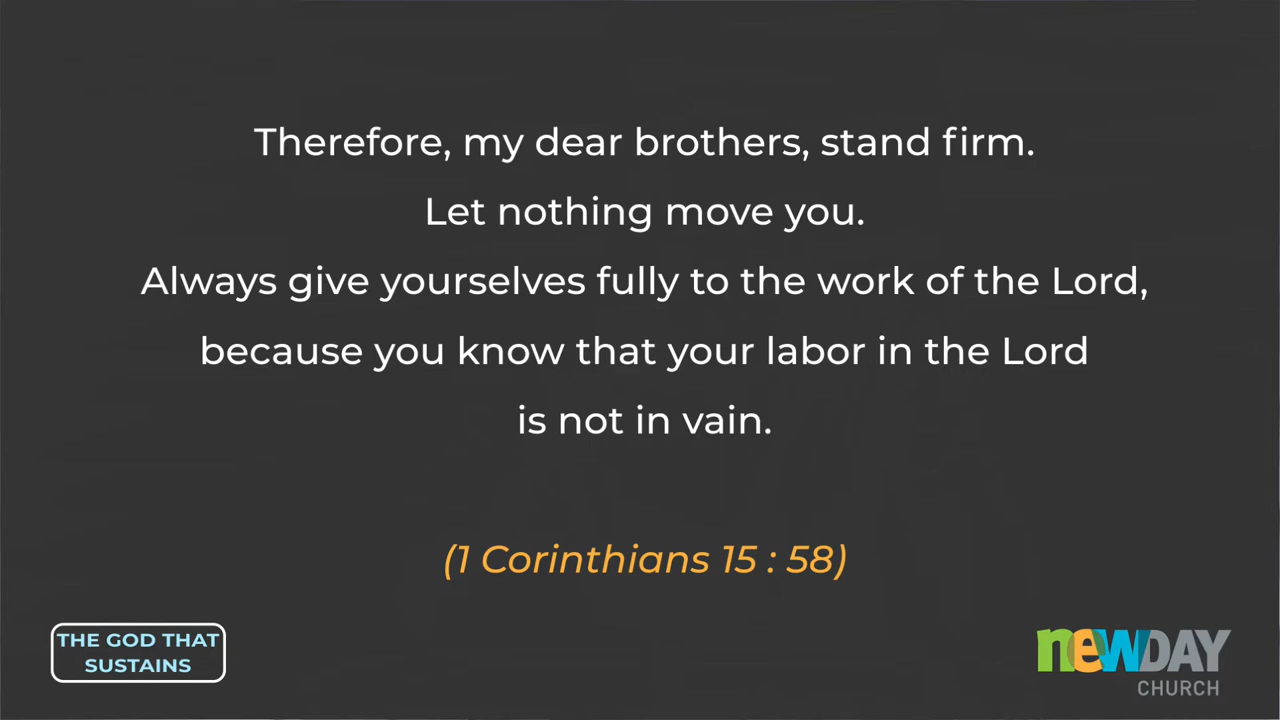 Therefore, my dear brothers, stand firm.
Let nothing move you.
Always give yourselves fully to the work of the Lord,
because you know that your labor in the Lord
is not in vain.
(1 Corinthians 15 : 58)
THE GOD THAT
SUSTAINS
newDAY
CHURCH